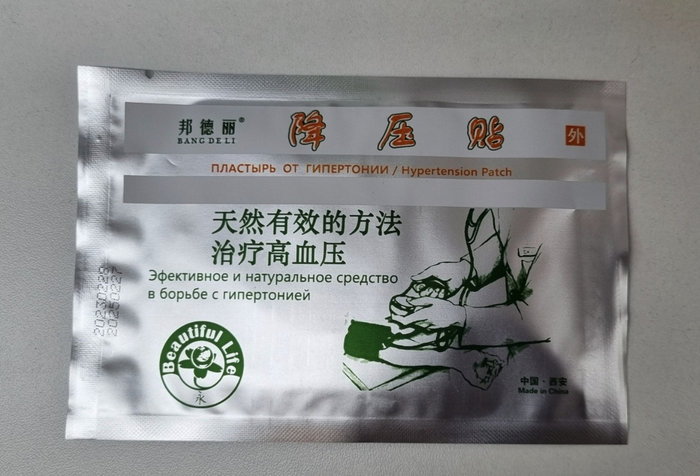 邦德丽®
BANG DE LI
降压贴
外
ПЛАСТЫРЬ ОТ ГИПЕРТОНИИ / Hypertension Patch
天然有效的方法
治疗高血压
Эфективное и натуральное средство
в борьбе с гипертонией
20230228
20250227
Beautiful Life
永
中国·西安
Made in China